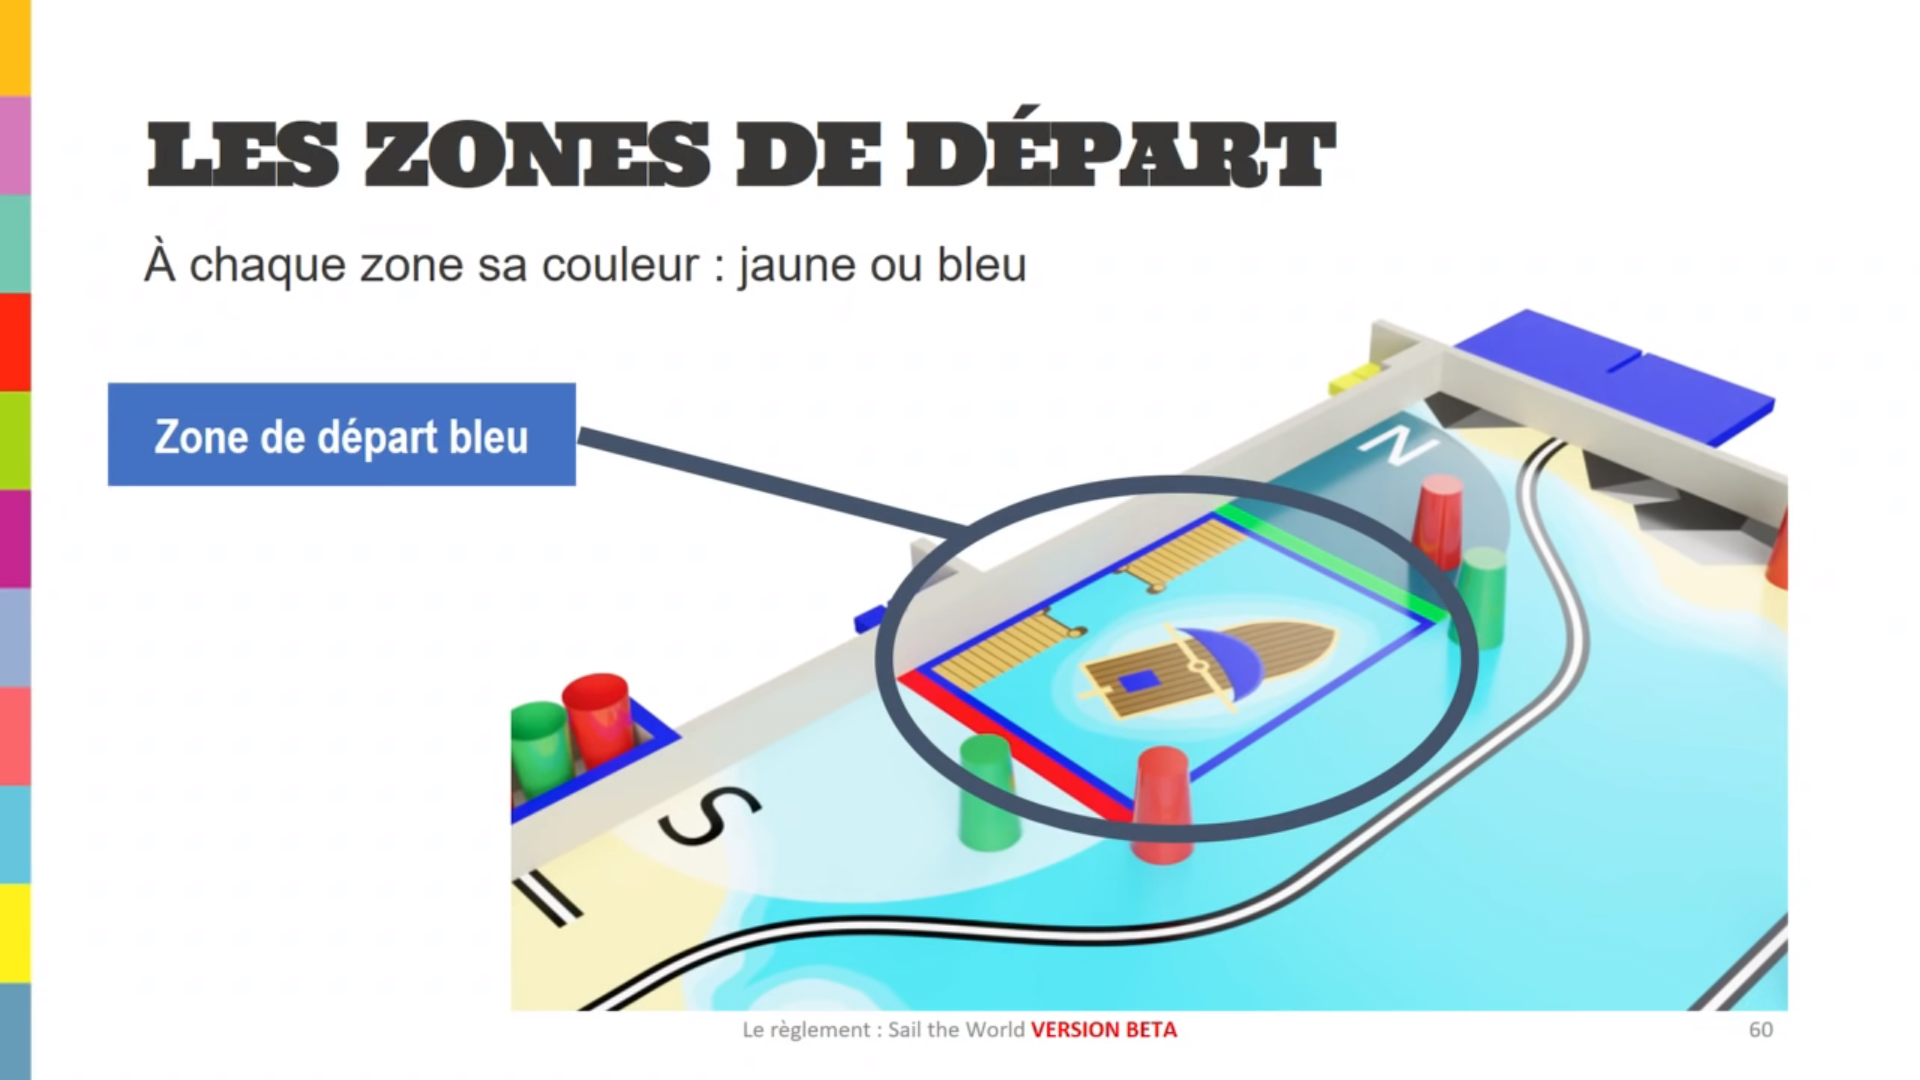 LES ZONES DE DÉPART
À chaque zone sa couleur : jaune ou bleu
Zone de départ bleu
N
S
Le règlement : Sail the World VERSION BETA
60